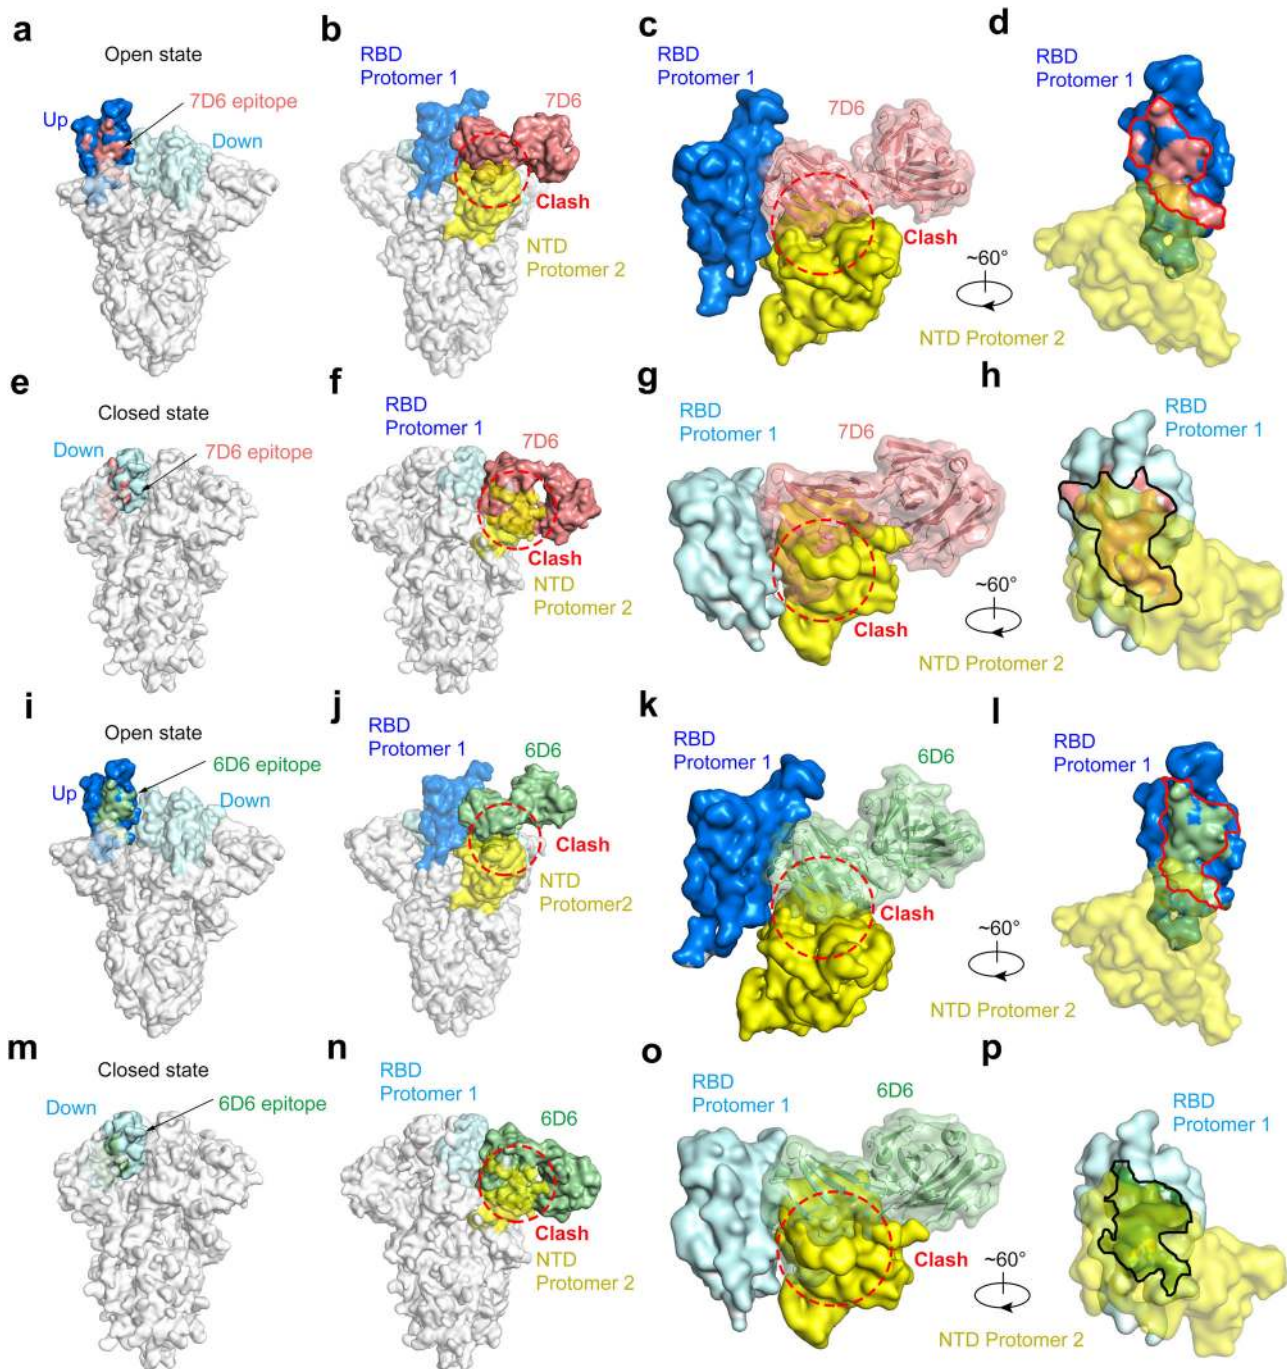 a
Open state
7D6 epitope
Up
Down
b
RBD
Protomer 1
7D6
Clash
NTD
Protomer 2
c
RBD
Protomer 1
7D6
Clash
~60°
NTD Protomer 2
d
RBD
Protomer 1
e
Closed state
Down
7D6 epitope
f
RBD
Protomer 1
7D6
Clash
NTD
Protomer 2
g
RBD
Protomer 1
7D6
Clash
~60°
NTD Protomer 2
h
RBD
Protomer 1
i
Open state
6D6 epitope
Up
Down
j
RBD
Protomer 1
6D6
Clash
NTD
Protomer2
k
RBD
Protomer 1
6D6
Clash
~60°
NTD Protomer 2
l
RBD
Protomer 1
m
Closed state
Down
6D6 epitope
n
RBD
Protomer 1
6D6
Clash
NTD
Protomer 2
o
RBD
Protomer 1
6D6
Clash
~60°
NTD Protomer 2
p
RBD
Protomer 1